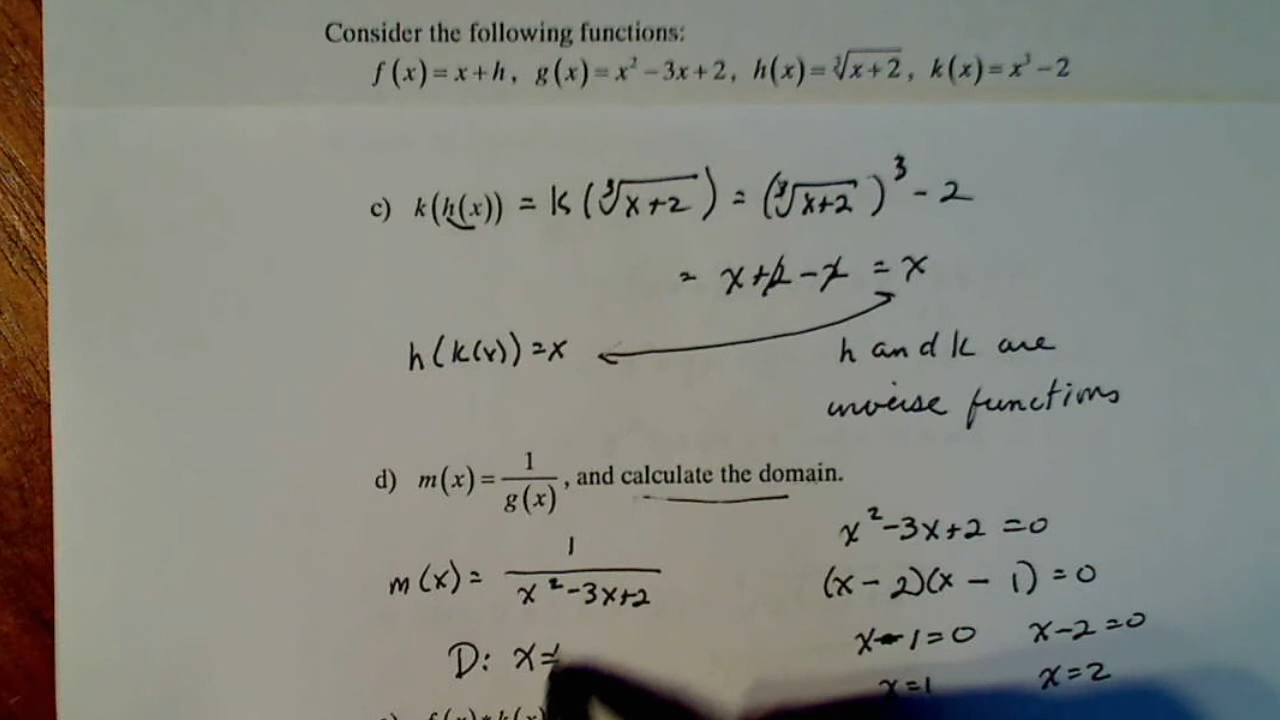 Consider the following functions:
f(x)=x+h, g(x)=x²−3x+2, h(x)=∛x+2, k(x)=x³−2
c) k(h(x)) = k(∛x+2) = (∛x+2)³ - 2
= x+2-2 = x
h(k(x)) = x
h and k are
inverse functions
d) m(x)= 1/g(x), and calculate the domain.
m(x) = 1/x²-3x+2
D: x≠
x²-3x+2 = 0
(x - 2)(x - 1) = 0
x-1=0 x-2=0
x=1 x=2